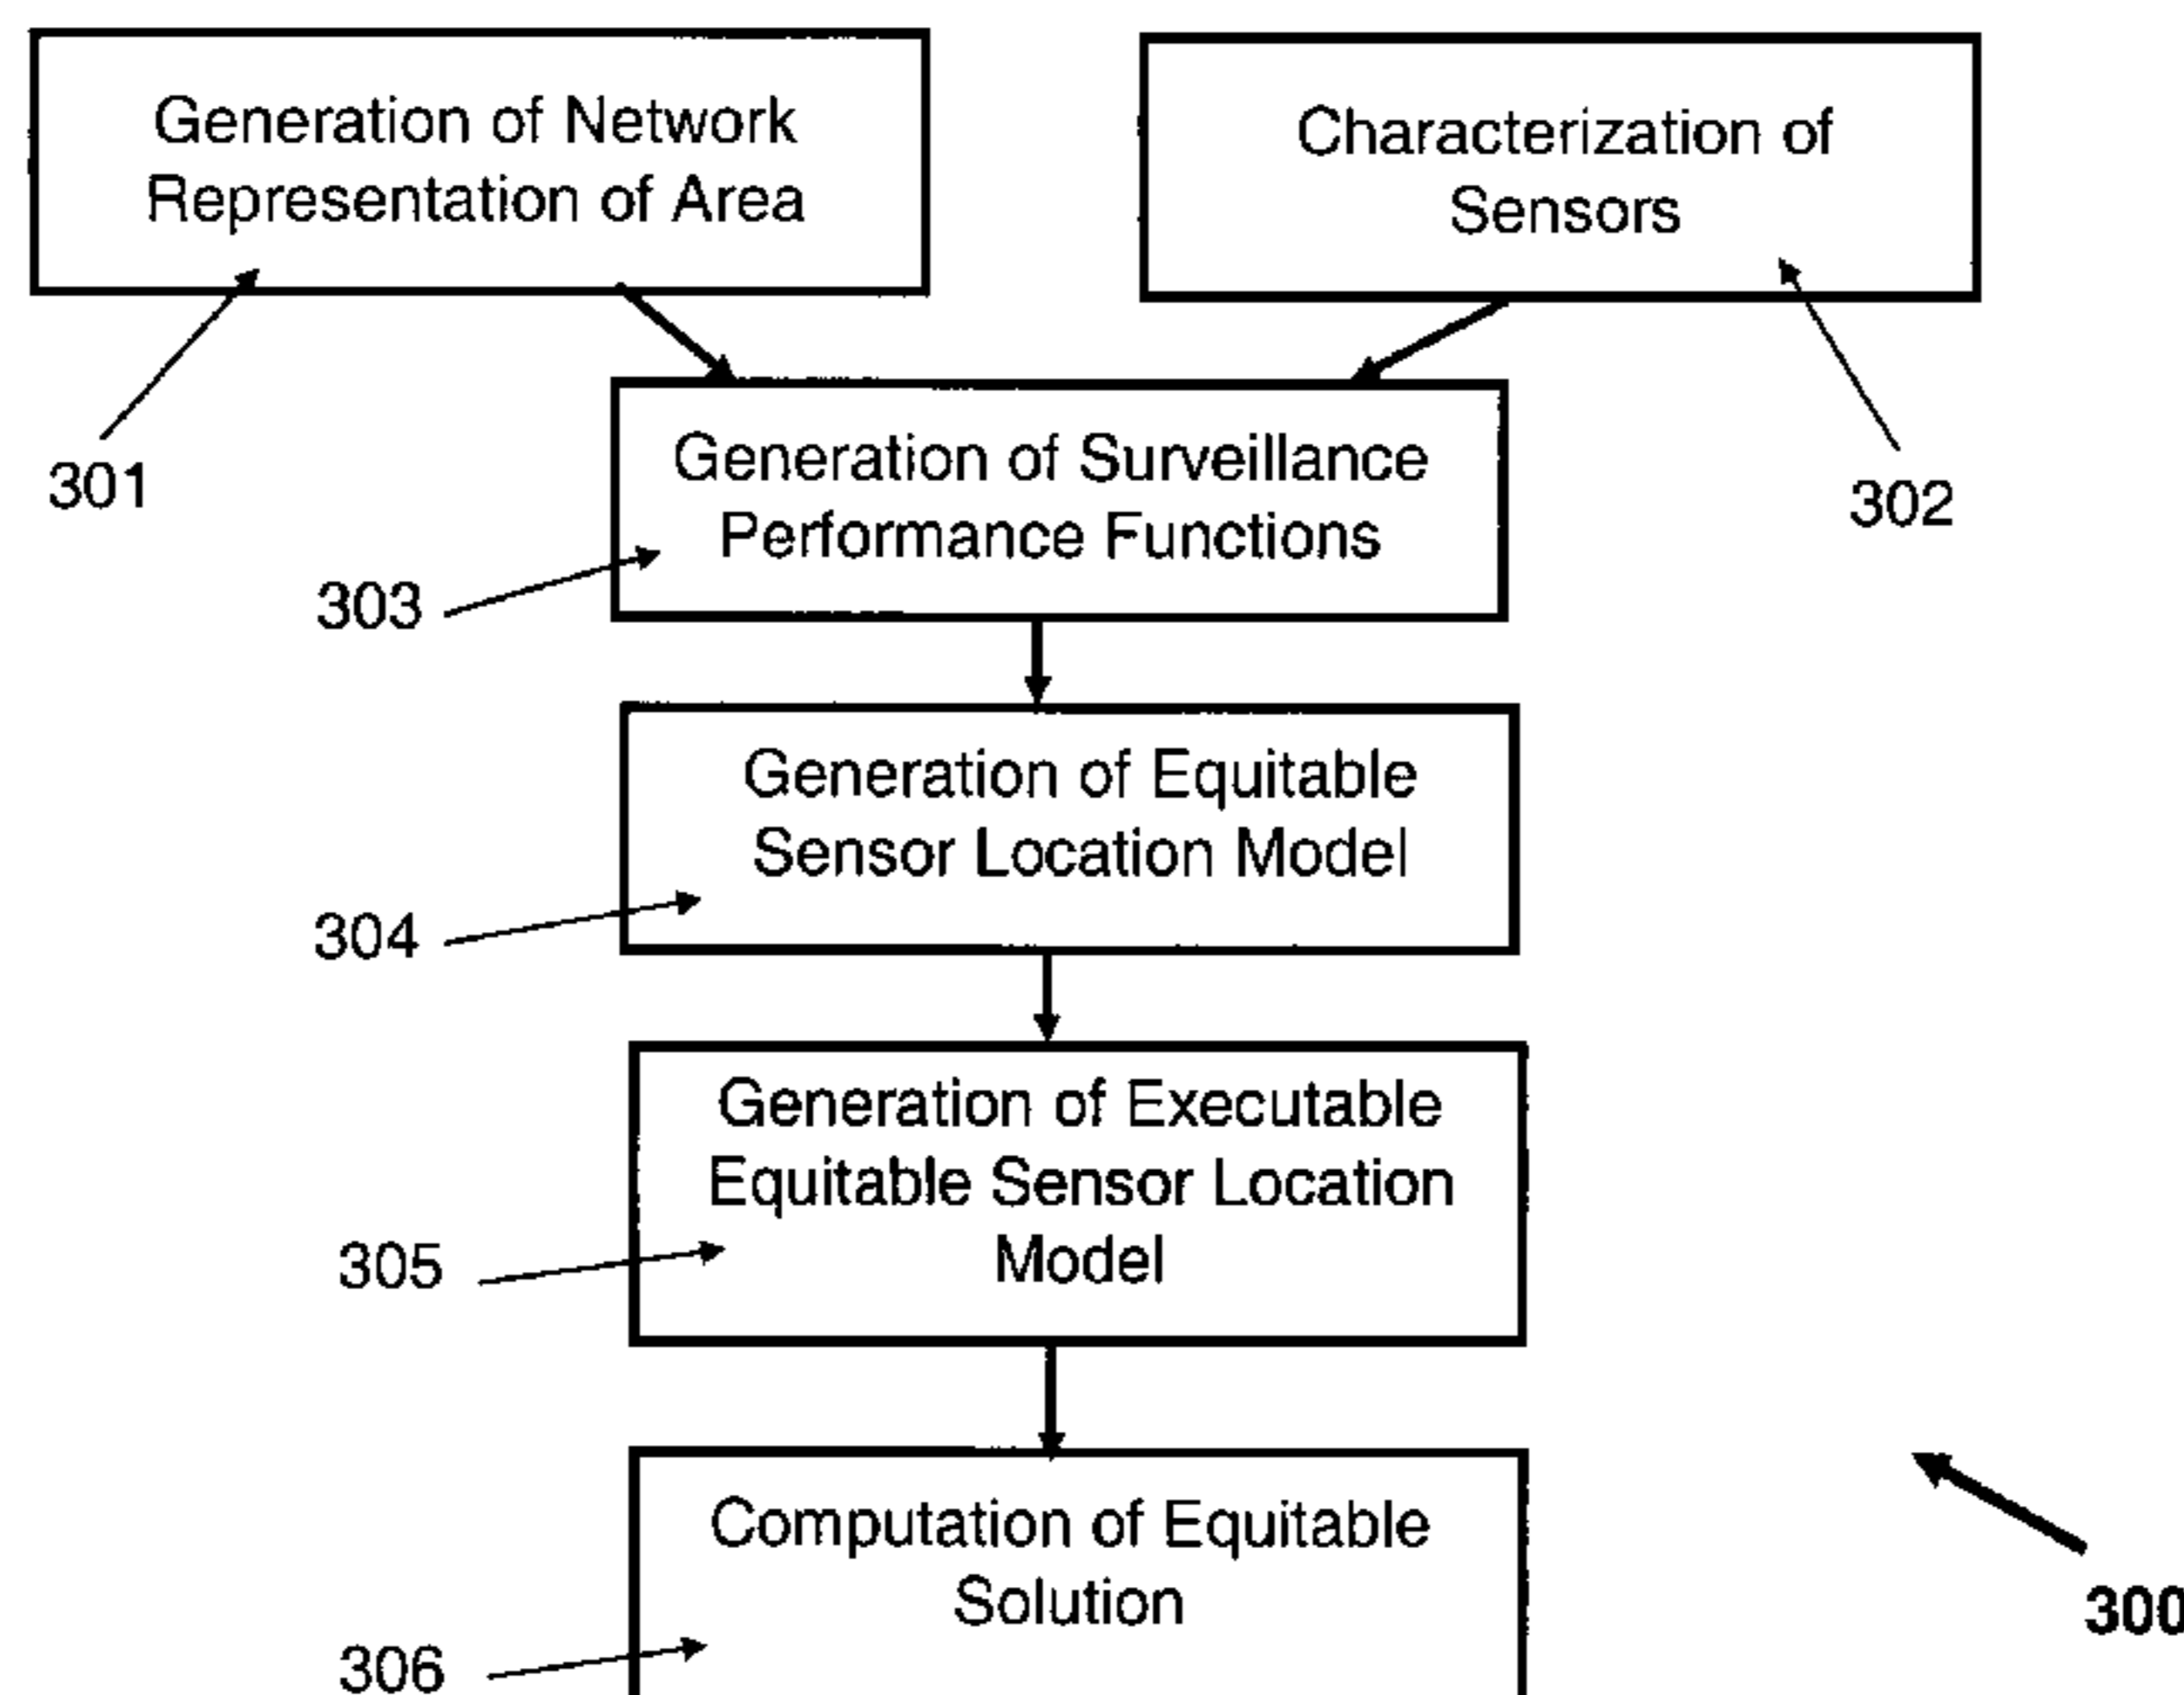 Generation of Network
Representation of Area
Characterization of
Sensors
301
302
Generation of Surveillance
Performance Functions
303
Generation of Equitable
Sensor Location Model
304
Generation of Executable
Equitable Sensor Location
Model
305
Computation of Equitable
Solution
306
300